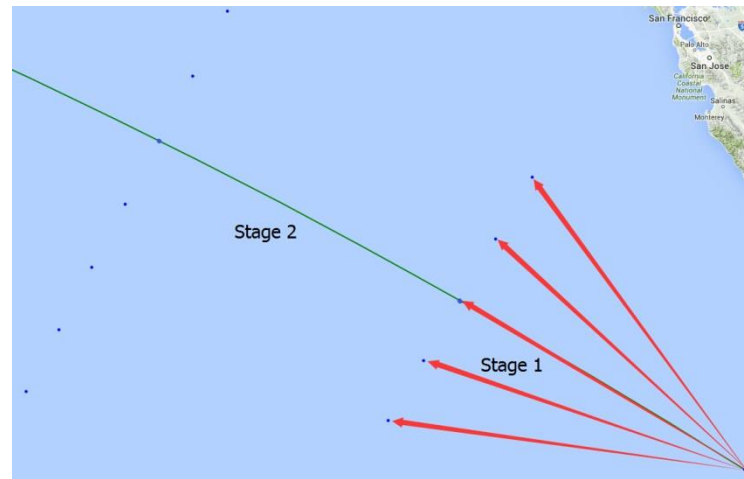 San Francisco
Palo Alto
San Jose
California
Coastal
National
Monument
Salinas
Monterey
Stage 2
Stage 1